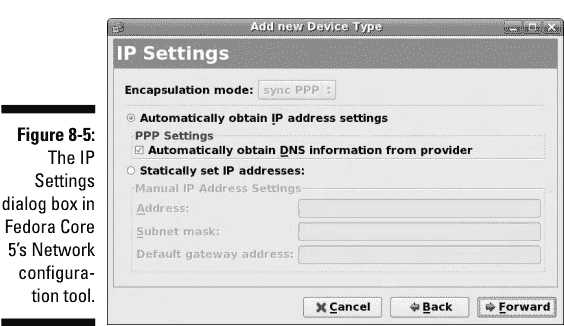 Add new Device Type
IP Settings
Encapsulation mode: sync PPP
Automatically obtain IP address settings
PPP Settings
Automatically obtain DNS information from provider
Statically set IP addresses:
Manual IP Address Settings
Address:
Subnet mask:
Default gateway address:
Cancel
Back
Forward
Figure 8-5:
The IP
Settings
dialog box in
Fedora Core
5's Network
configura-
tion tool.